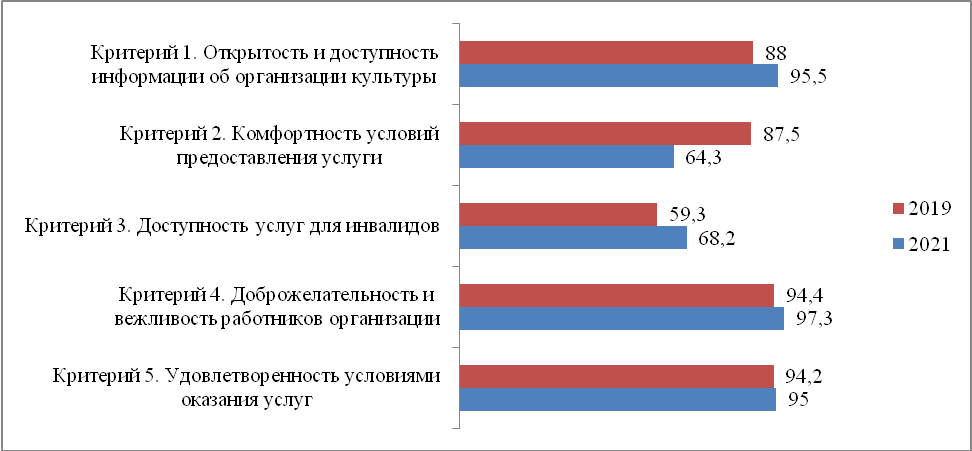 Критерий 1. Открытость и доступность
информации об организации культуры
88
95,5
Критерий 2. Комфортность условий
предоставления услуги
87,5
64,3
Критерий 3. Доступность услуг для инвалидов
59,3
68,2
Критерий 4. Доброжелательность и
вежливость работников организации
94,4
97,3
Критерий 5. Удовлетворенность условиями
оказания услуг
94,2
95
2019
2021